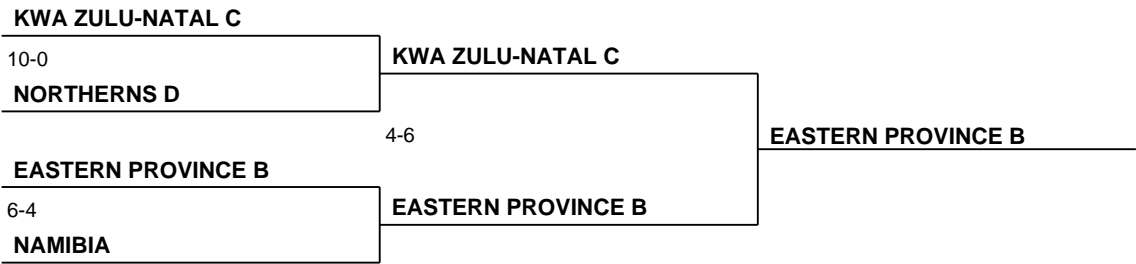 KWA ZULU-NATAL C
10-0
KWA ZULU-NATAL C
NORTHERNS D
4-6
EASTERN PROVINCE B
EASTERN PROVINCE B
6-4
EASTERN PROVINCE B
NAMIBIA